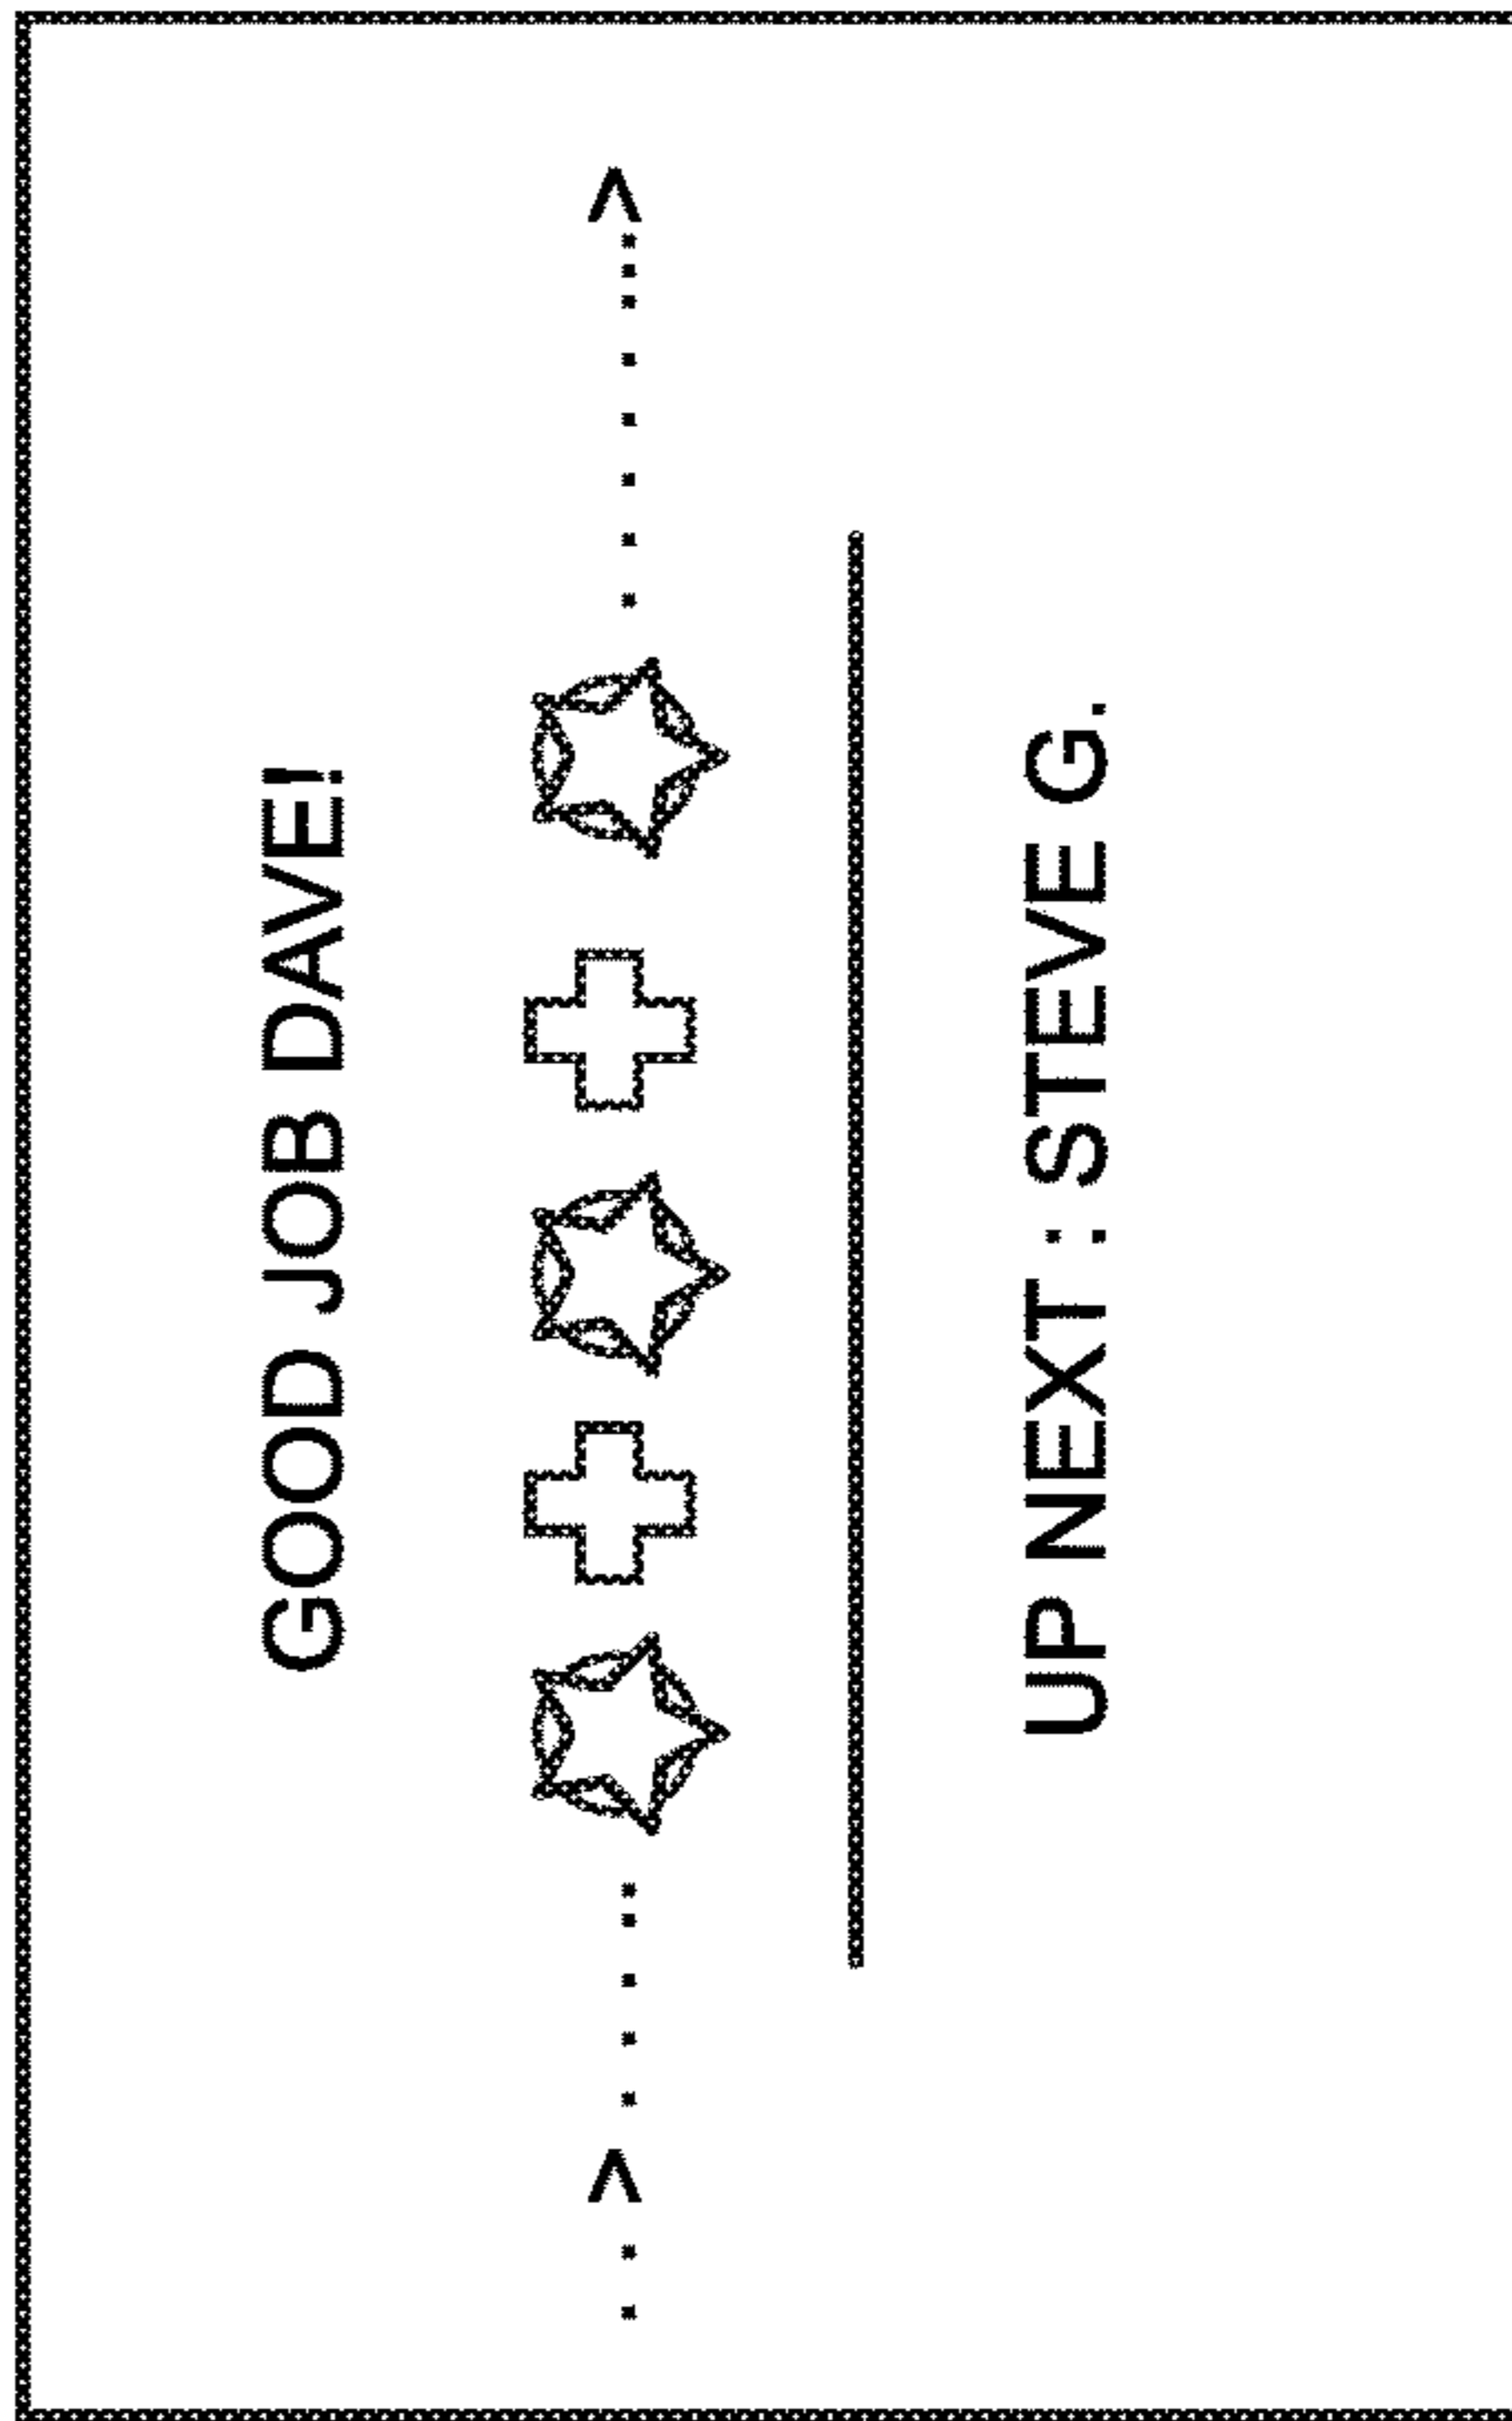 GOOD JOB DAVE!
. . > . . . . .  . . . . . ... >
UP NEXT : STEVE G.